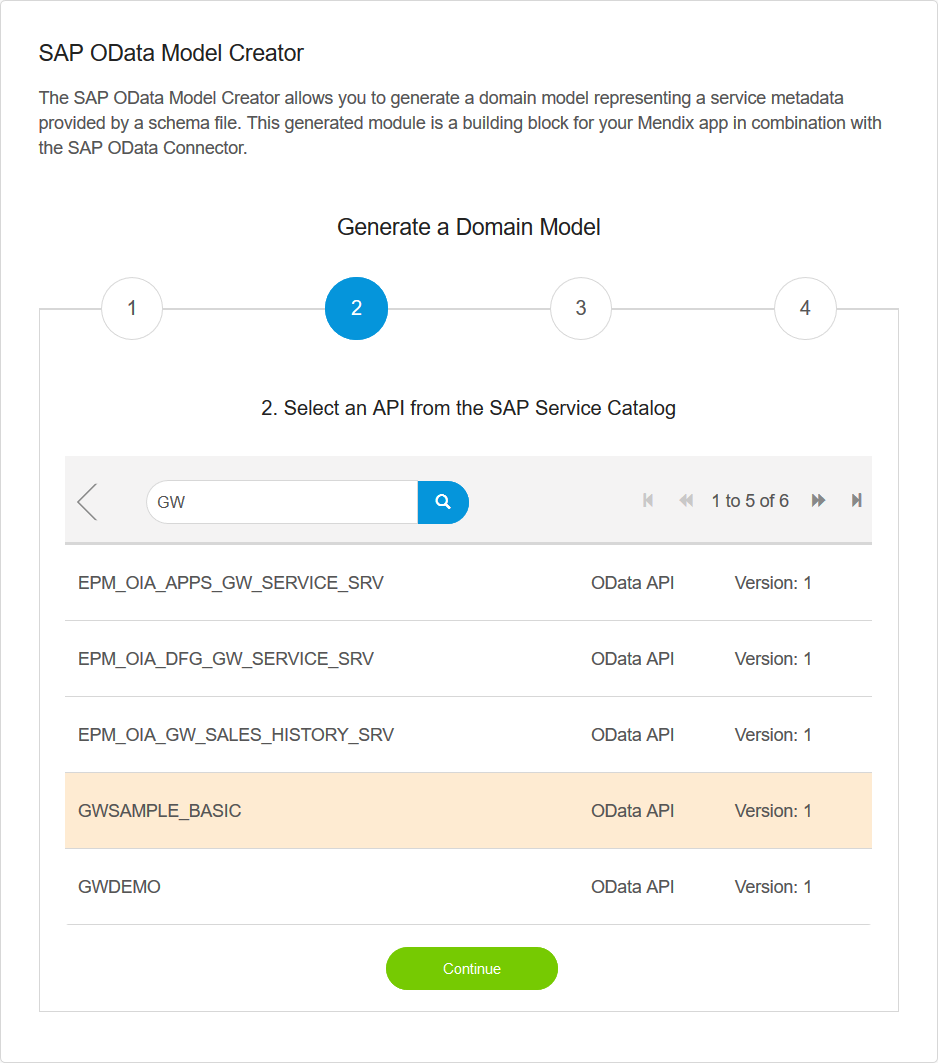 SAP OData Model Creator
The SAP OData Model Creator allows you to generate a domain model representing a service metadata
provided by a schema file. This generated module is a building block for your Mendix app in combination with
the SAP OData Connector.
Generate a Domain Model
1 2 3 4
2. Select an API from the SAP Service Catalog
GW 1 to 5 of 6
EPM_OIA_APPS_GW_SERVICE_SRV OData API Version: 1
EPM_OIA_DFG_GW_SERVICE_SRV OData API Version: 1
EPM_OIA_GW_SALES_HISTORY_SRV OData API Version: 1
GWSAMPLE_BASIC OData API Version: 1
GWDEMO OData API Version: 1
Continue